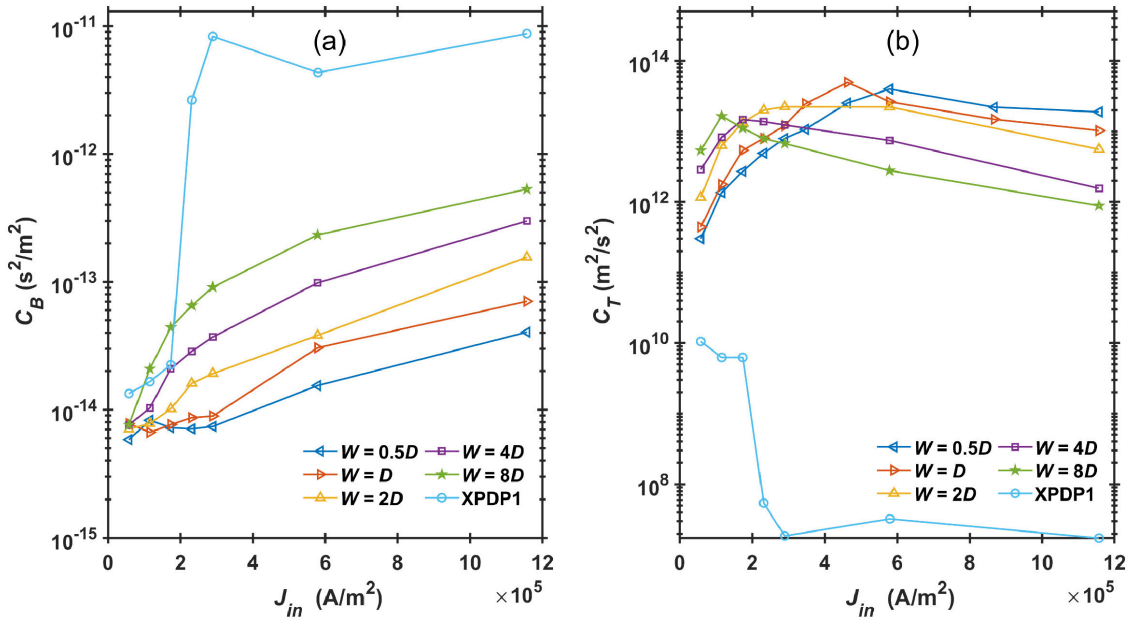 (a)
C_B (s^2/m^2)
10^-11
10^-12
10^-13
10^-14
10^-15
W = 0.5D
W = D
W = 2D
W = 4D
W = 8D
XPDP1
0 2 4 6 8 10 12
×10^5
J_in (A/m^2)
(b)
C_T (m^2/s^2)
10^14
10^12
10^10
10^8
W = 0.5D
W = D
W = 2D
W = 4D
W = 8D
XPDP1
0 2 4 6 8 10 12
×10^5
J_in (A/m^2)